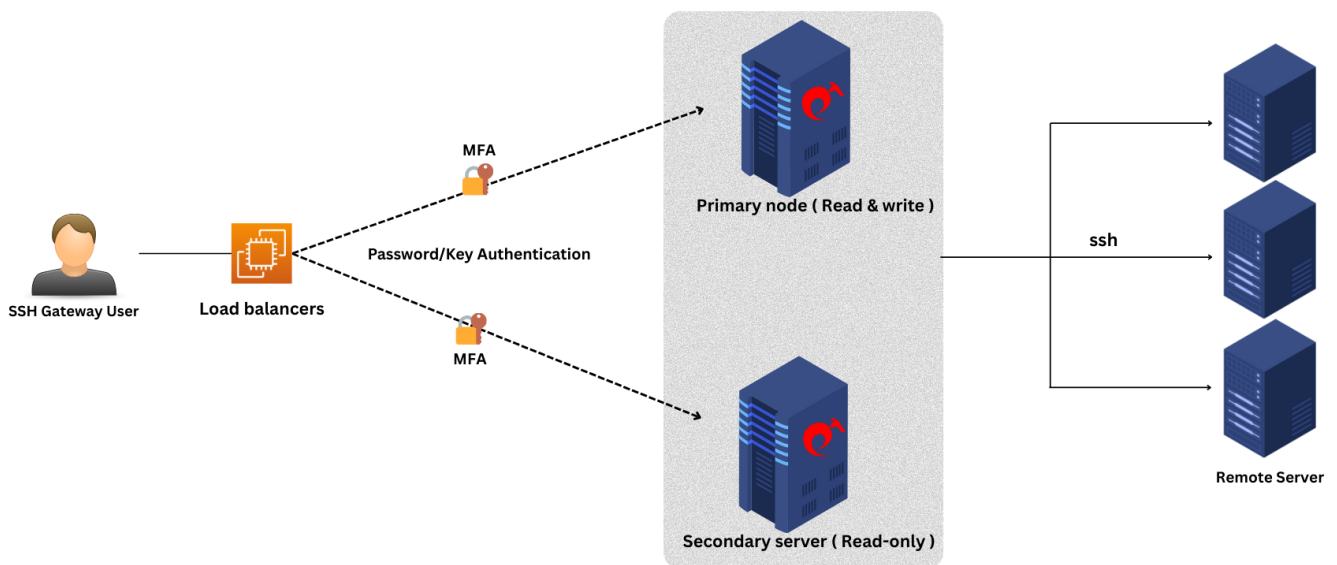 MFA
Primary node ( Read & write )
ssh
Password/Key Authentication
SSH Gateway User
Load balancers
MFA
Remote Server
Secondary server ( Read-only )